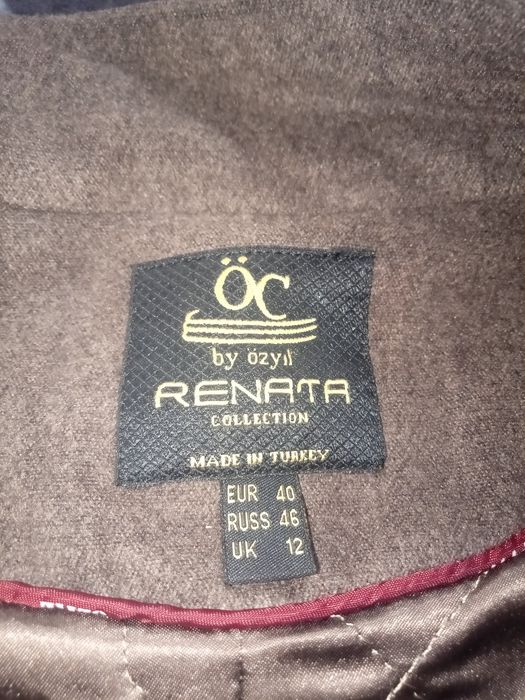 ÖC
by özyıl
RENATA
COLLECTION
MADE IN TURKEY
EUR 40
RUSS 46
UK 12